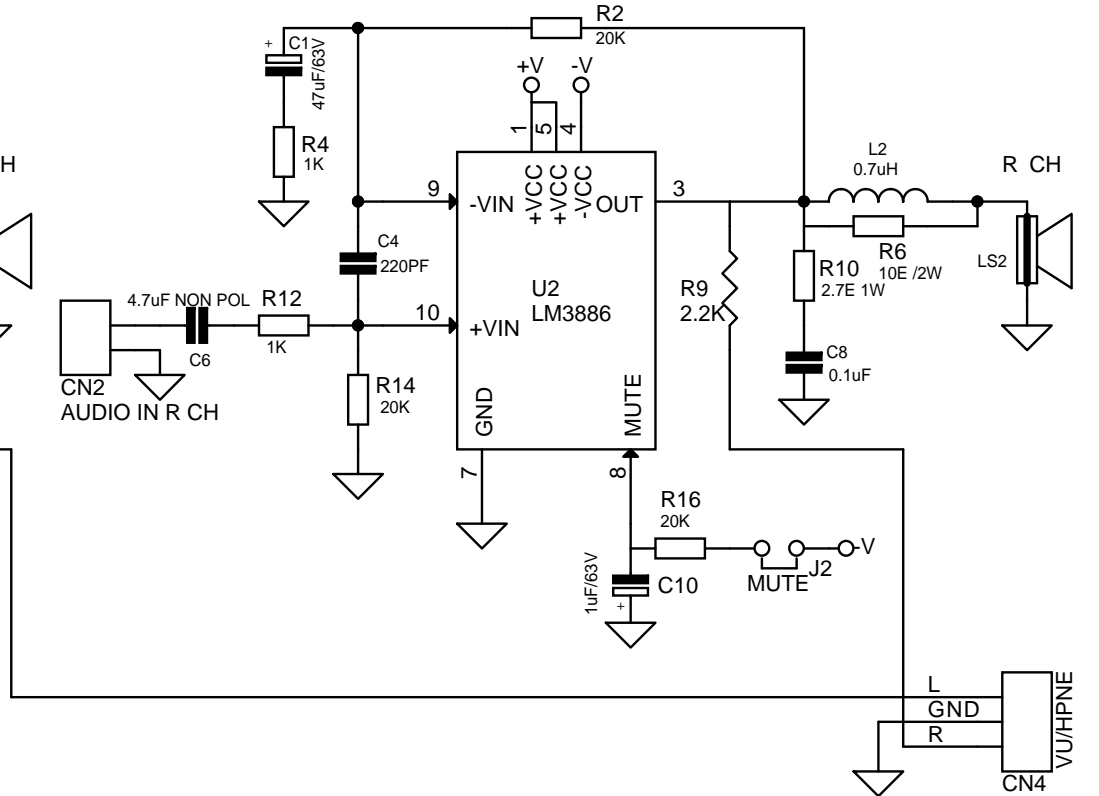 R2
20K
+
C1
47uF/63V
+V
-V
1
5
4
R4
1K
H
L2
0.7uH
R CH
9
-VIN
+VCC
+VCC
-VCC
OUT
3
C4
220PF
R6
10E /2W
LS2
R10
2.7E 1W
U2
LM3886
R9
2.2K
4.7uF NON POL
R12
10
+VIN
1K
C6
C8
0.1uF
CN2
AUDIO IN R CH
R14
20K
GND
MUTE
7
8
R16
20K
-V
J2
MUTE
1uF/63V
C10
+
L
GND
R
VU/HPNE
CN4